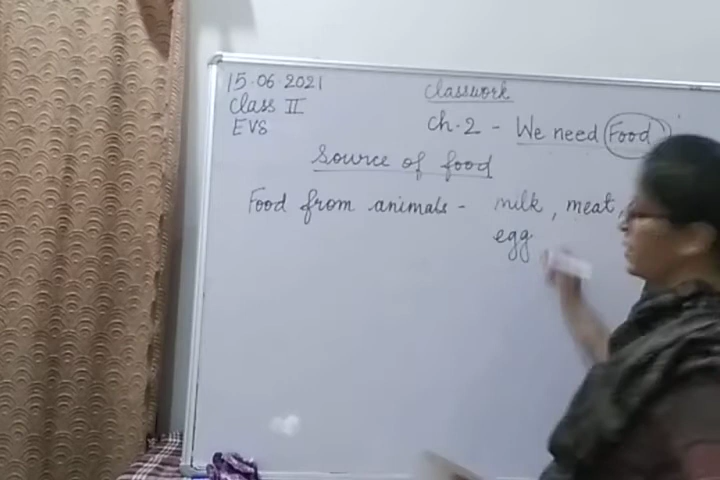 15.06.2021 Classwork
Class II
EVS Ch.2 - We need Food
Source of food
Food from animals - milk, meat,
egg